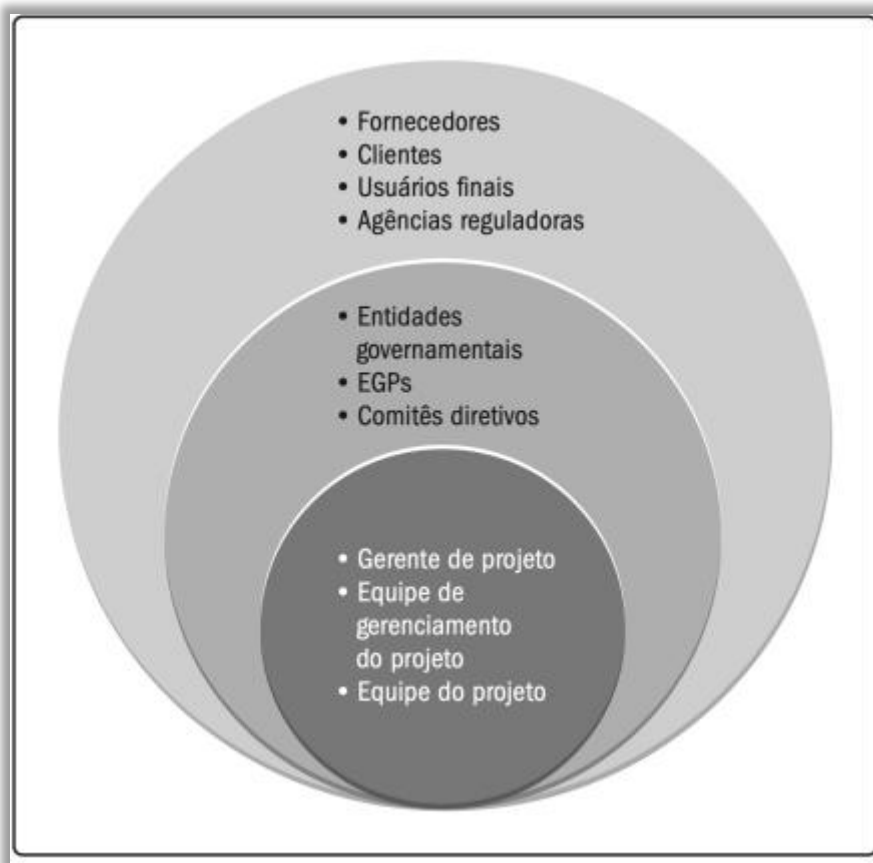 • Fornecedores
• Clientes
• Usuários finais
• Agências reguladoras
• Entidades
governamentais
• EGPs
• Comitês diretivos
• Gerente de projeto
• Equipe de
gerenciamento
do projeto
• Equipe do projeto